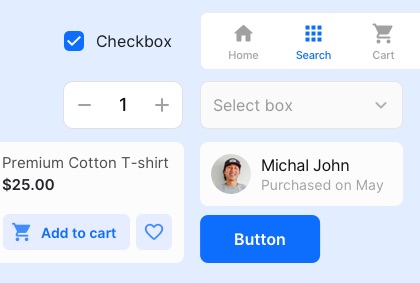 Checkbox
Home
Search
Cart
1
Select box
Premium Cotton T-shirt
$25.00
Michal John
Purchased on May
Add to cart
Button